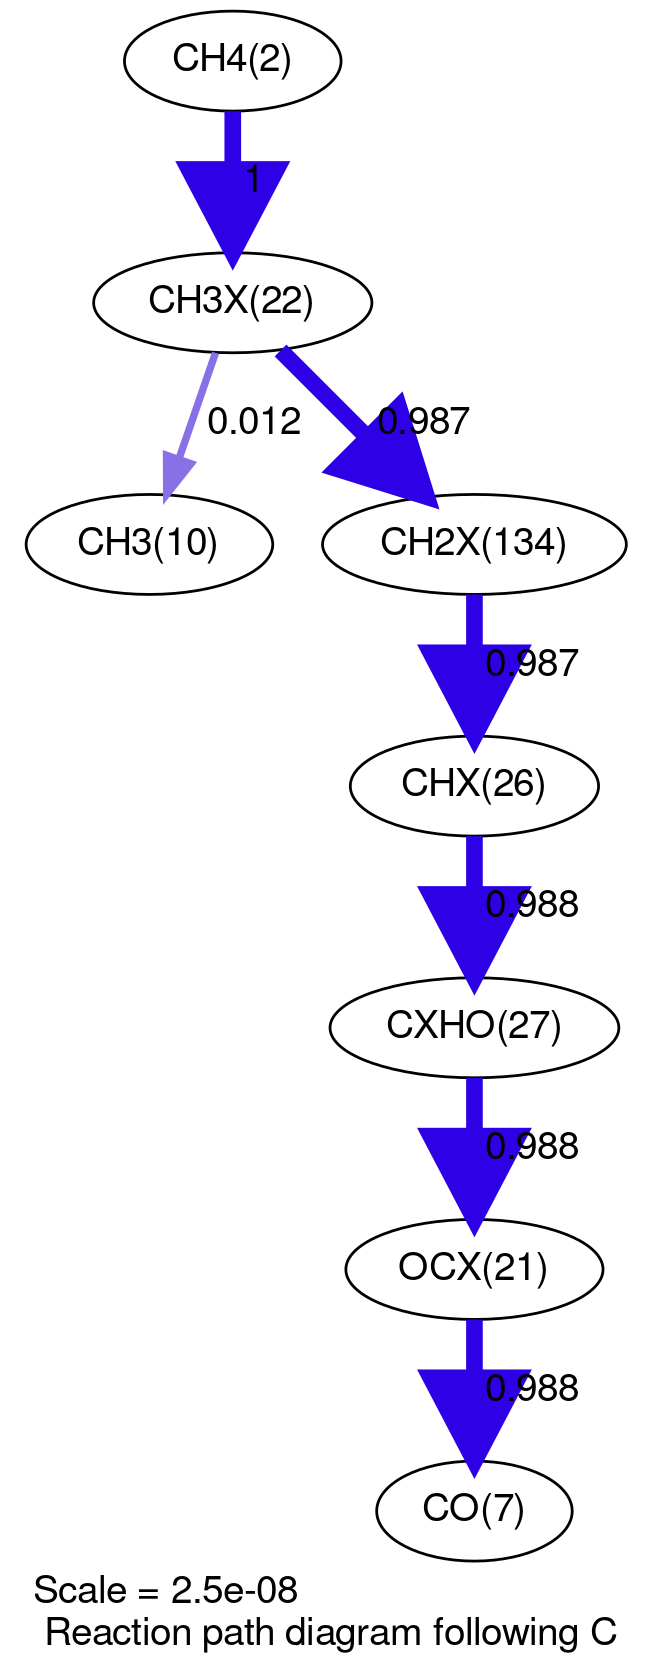 CH4(2)
1
CH3X(22)
0.012
0.987
CH3(10)
CH2X(134)
0.987
CHX(26)
0.988
CXHO(27)
0.988
OCX(21)
0.988
CO(7)
Scale = 2.5e-08
Reaction path diagram following C